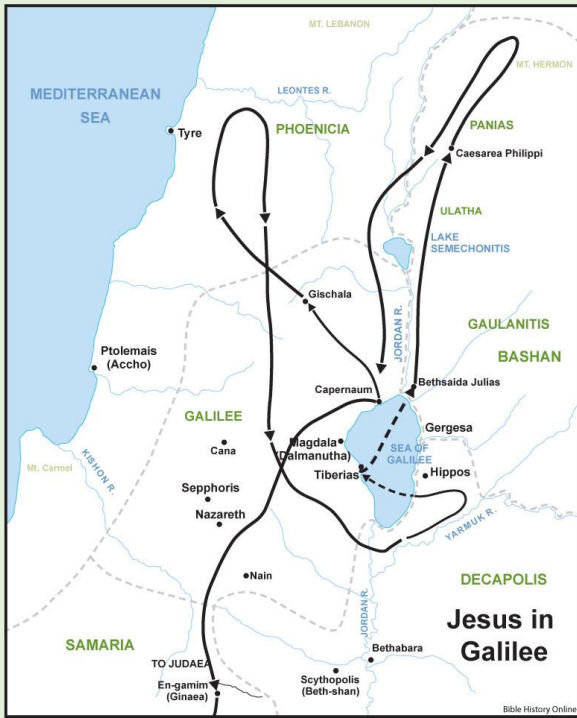 MT. LEBANON
MT. HERMON
LEONTES R.
MEDITERRANEAN
SEA
Tyre
PHOENICIA
PANIAS
Caesarea Philippi
ULATHA
LAKE
SEMECHONITIS
Gischala
JORDAN R.
GAULANITIS
BASHAN
Ptolemais
(Accho)
Capernaum
Bethsaida Julias
GALILEE
Magdala
(Dalmanutha)
Gergesa
SEA OF
GALILEE
Cana
Tiberias
Hippos
Mt. Carmel
KISHON R.
Sepphoris
Nazareth
YARMUK R.
Nain
DECAPOLIS
Jesus in
Galilee
JORDAN R.
SAMARIA
Bethabara
TO JUDAEA
En-gamim
(Ginaea)
Scythopolis
(Beth-shan)
Bible History Online